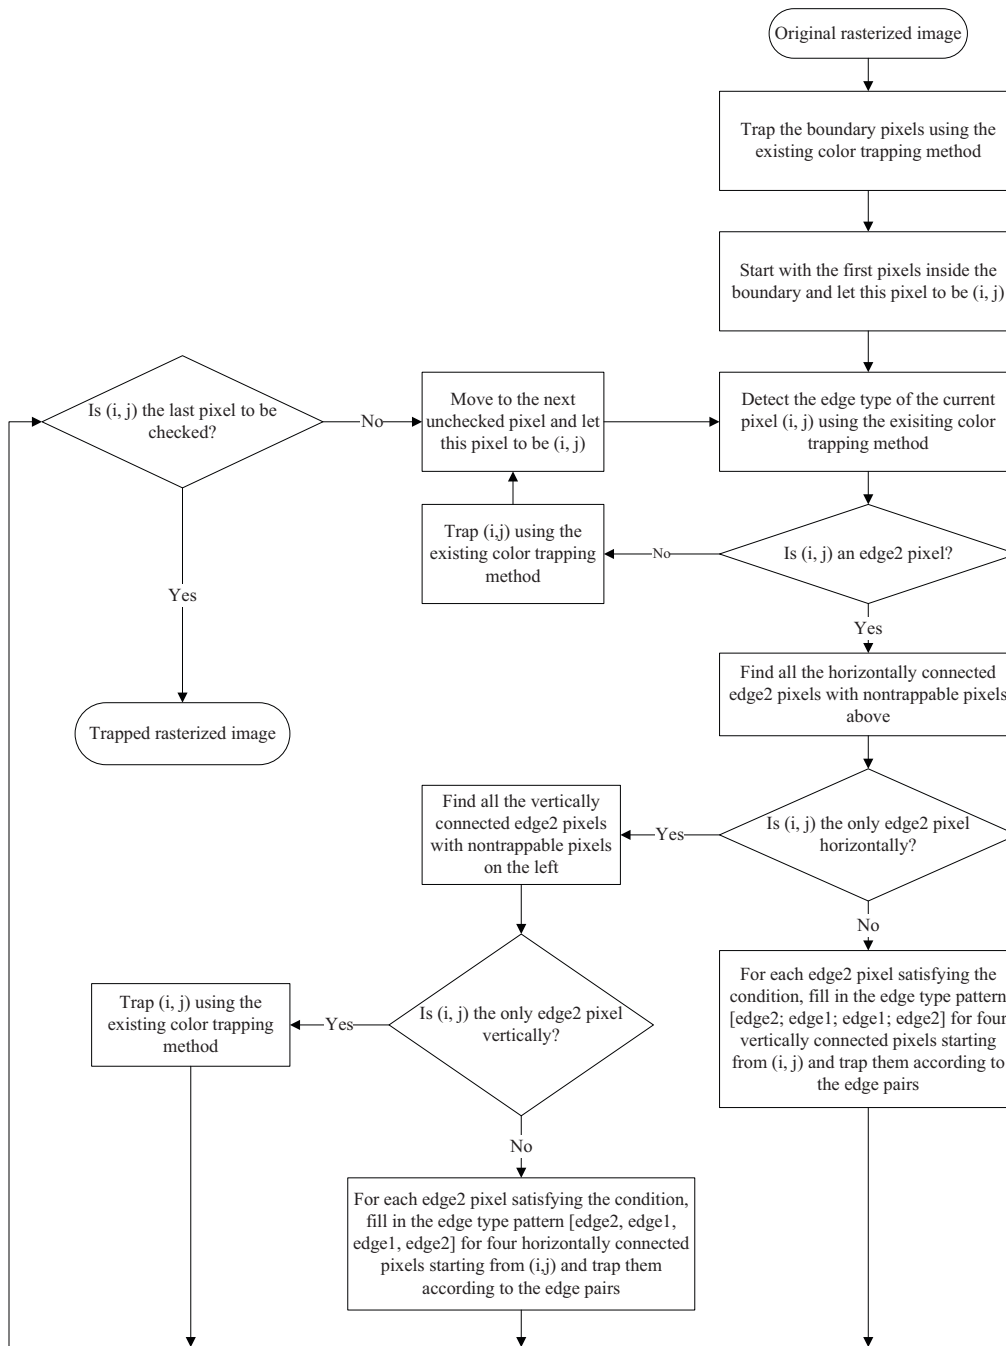 Original rasterized image
Trap the boundary pixels using the
existing color trapping method
Start with the first pixels inside the
boundary and let this pixel to be (i, j)
Is (i, j) the last pixel to be
checked?
No
Move to the next
unchecked pixel and let
this pixel to be (i, j)
Detect the edge type of the current
pixel (i, j) using the exisiting color
trapping method
Trap (i,j) using the
existing color trapping
method
No
Is (i, j) an edge2 pixel?
Yes
Yes
Find all the horizontally connected
edge2 pixels with nontrappable pixels
above
Trapped rasterized image
Find all the vertically
connected edge2 pixels
with nontrappable pixels
on the left
Yes
Is (i, j) the only edge2 pixel
horizontally?
No
Trap (i, j) using the
existing color trapping
method
Yes
Is (i, j) the only edge2 pixel
vertically?
For each edge2 pixel satisfying the
condition, fill in the edge type pattern
[edge2; edge1; edge1; edge2] for four
vertically connected pixels starting
from (i, j) and trap them according to
the edge pairs
No
For each edge2 pixel satisfying the condition,
fill in the edge type pattern [edge2, edge1,
edge1, edge2] for four horizontally connected
pixels starting from (i,j) and trap them
according to the edge pairs